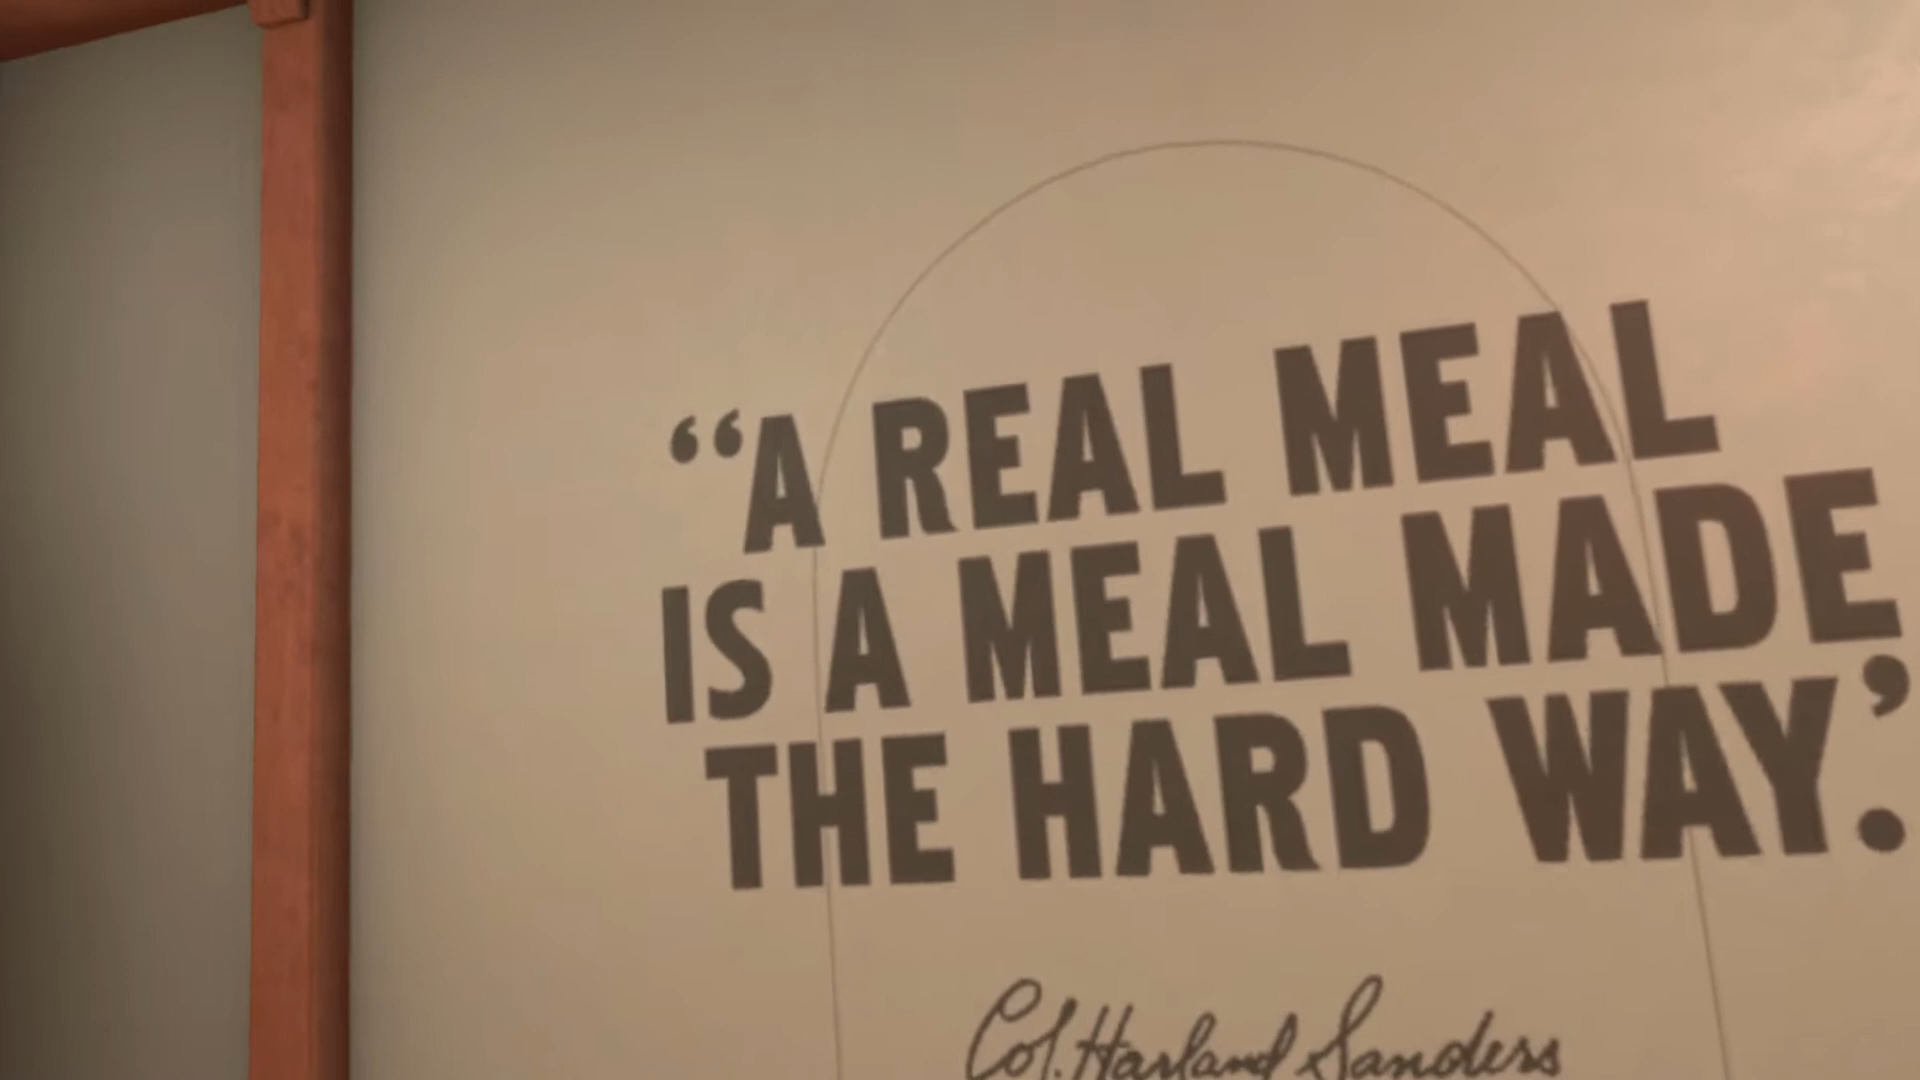 “A REAL MEAL
IS A MEAL MADE
THE HARD WAY.’
Col. Harland Sanders